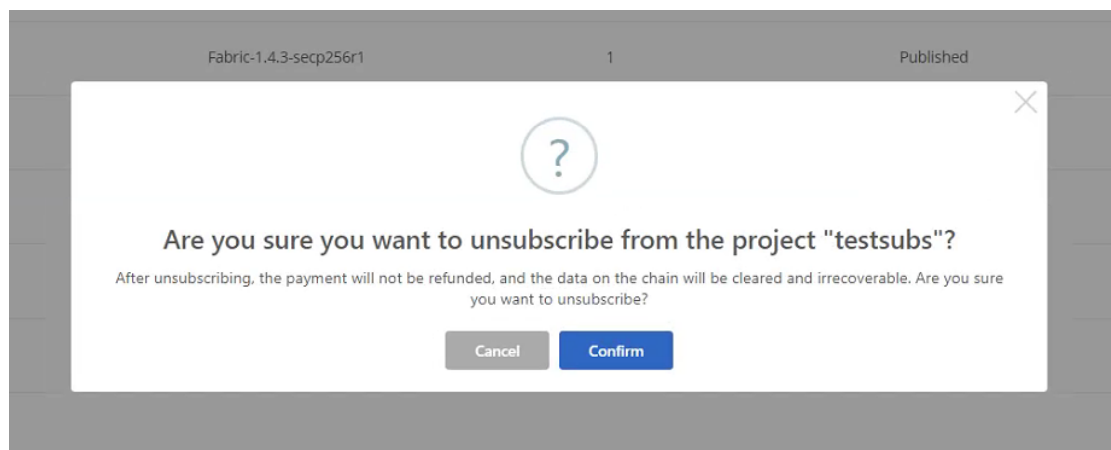 Fabric-1.4.3-secp256r1 1 Published
?
Are you sure you want to unsubscribe from the project "testsubs"?
After unsubscribing, the payment will not be refunded, and the data on the chain will be cleared and irrecoverable. Are you sure
you want to unsubscribe?
Cancel Confirm